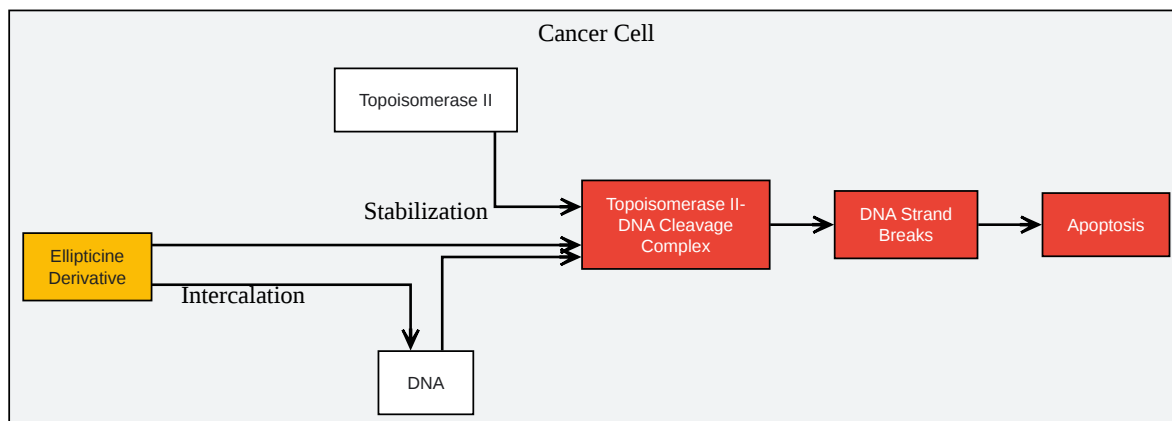 Cancer Cell
Topoisomerase II
Stabilization
Topoisomerase II-
DNA Cleavage
Complex
DNA Strand
Breaks
Apoptosis
Ellipticine
Derivative
Intercalation
DNA